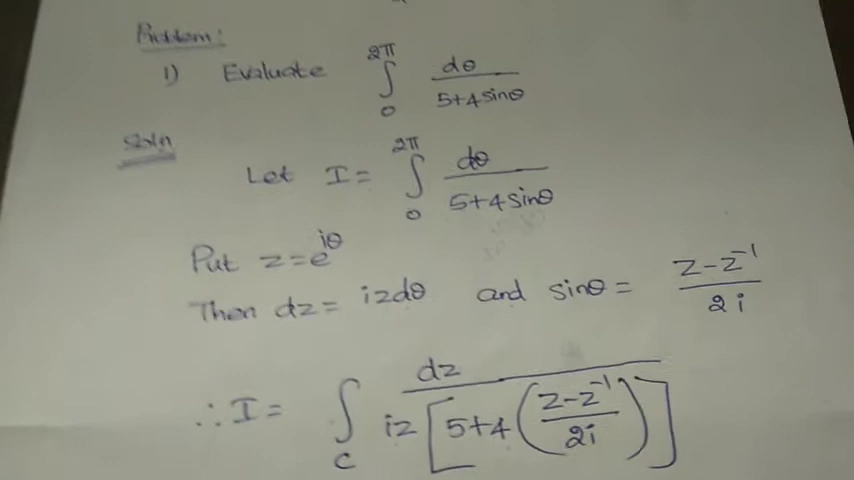 Problem:
1) Evaluate ∫₀^2π dθ / (5+4sinθ)
Soln
Let I = ∫₀^2π dθ / (5+4sinθ)
Put z=e^iθ
Then dz= izdθ and sinθ= (z-z⁻¹) / 2i
∴ I= ∫_C dz / iz[5+4((z-z⁻¹)/2i)]